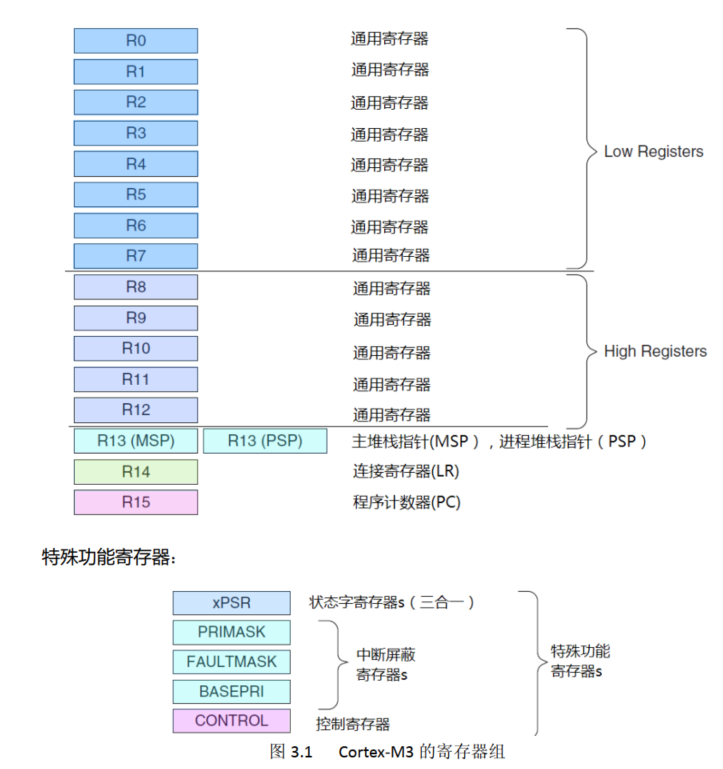 R0 通用寄存器
R1 通用寄存器
R2 通用寄存器
R3 通用寄存器
Low Registers
R4 通用寄存器
R5 通用寄存器
R6 通用寄存器
R7 通用寄存器
R8 通用寄存器
R9 通用寄存器
R10 通用寄存器
High Registers
R11 通用寄存器
R12 通用寄存器
R13 (MSP) R13 (PSP) 主堆栈指针(MSP），进程堆栈指针（PSP）
R14 连接寄存器(LR)
R15 程序计数器(PC)
特殊功能寄存器：
xPSR 状态字寄存器s（三合一）
PRIMASK
FAULTMASK
中断屏蔽
寄存器s
特殊功能
寄存器s
BASEPRI
CONTROL 控制寄存器
图 3.1 Cortex-M3 的寄存器组